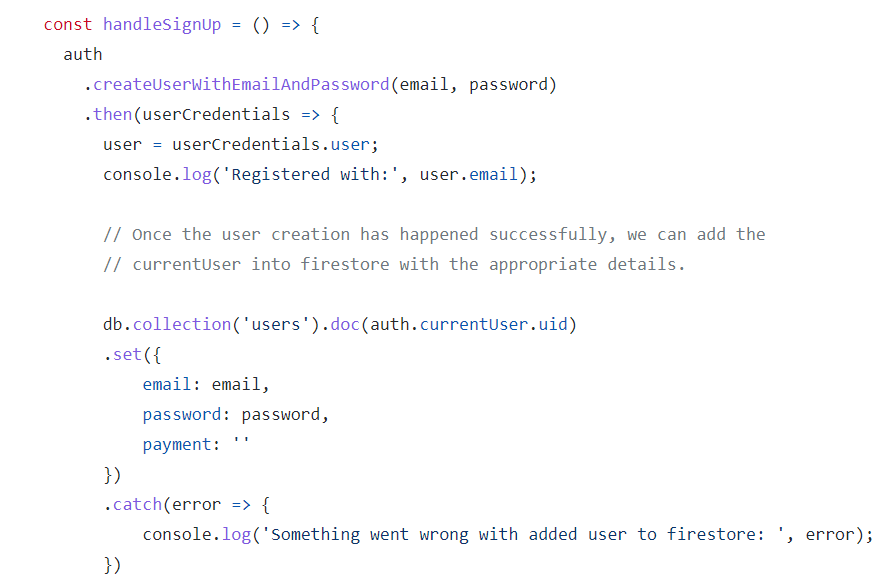 const handleSignUp = () => {
auth
.createUserWithEmailAndPassword(email, password)
.then(userCredentials => {
user = userCredentials.user;
console.log('Registered with:', user.email);
// Once the user creation has happened successfully, we can add the
// currentUser into firestore with the appropriate details.
db.collection('users').doc(auth.currentUser.uid)
.set({
email: email,
password: password,
payment: ''
})
.catch(error => {
console.log('Something went wrong with added user to firestore: ', error);
})